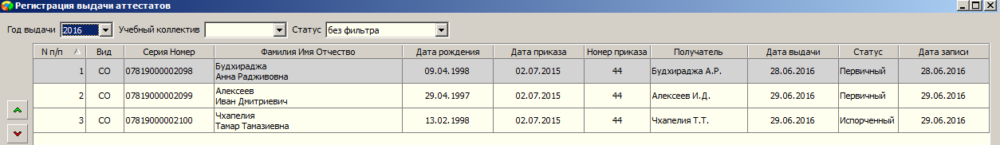 Регистрация выдачи аттестатов
Год выдачи 2016 Учебный коллектив Статус без фильтра
N п/п Вид Серия Номер Фамилия Имя Отчество Дата рождения Дата приказа Номер приказа Получатель Дата выдачи Статус Дата записи
1 СО 07819000002098 Будхираджа Анна Радживовна 09.04.1998 02.07.2015 44 Будхираджа А.Р. 28.06.2016 Первичный 28.06.2016
2 СО 07819000002099 Алексеев Иван Дмитриевич 29.04.1997 02.07.2015 44 Алексеев И.Д. 29.06.2016 Первичный 29.06.2016
3 СО 07819000002100 Чхапелия Тамар Тамазиевна 13.02.1998 02.07.2015 44 Чхапелия Т.Т. 29.06.2016 Испорченный 29.06.2016